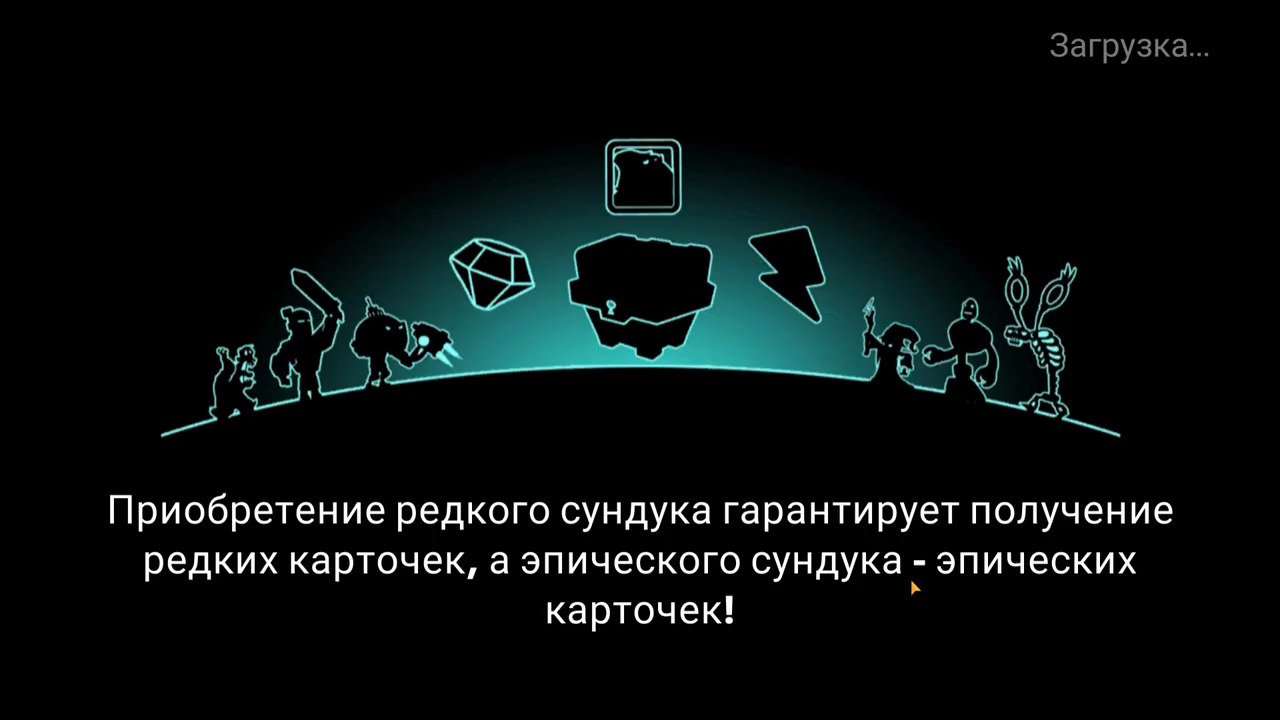 Загрузка...
Приобретение редкого сундука гарантирует получение
редких карточек, а эпического сундука - эпических
карточек!